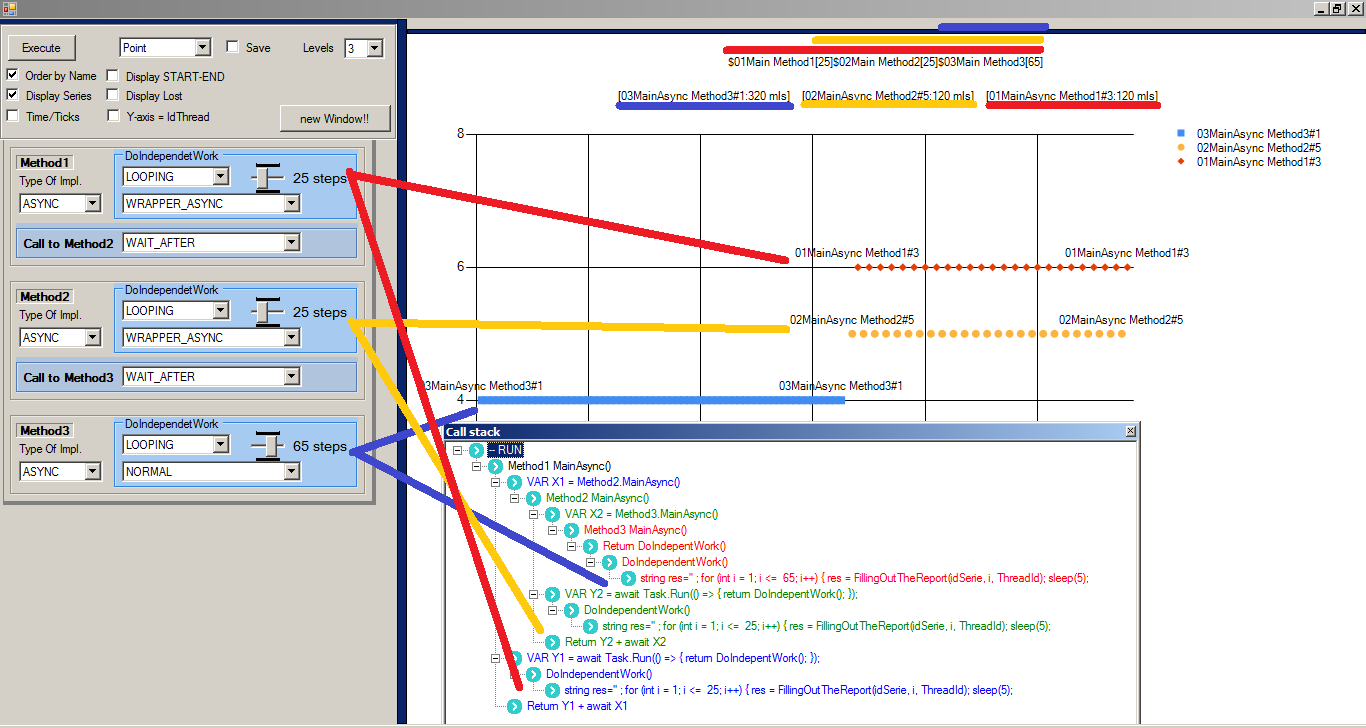 Execute
Point
Save
Levels
3
Order by Name
Display START-END
Display Series
Display Lost
Time/Ticks
Y-axis = IdThread
new Window!!
Method1
DoIndependetWork
Type Of Impl.
LOOPING
25 steps
ASYNC
WRAPPER_ASYNC
Call to Method2
WAIT_AFTER
Method2
DoIndependetWork
Type Of Impl.
LOOPING
25 steps
ASYNC
WRAPPER_ASYNC
Call to Method3
WAIT_AFTER
Method3
DoIndependetWork
Type Of Impl.
LOOPING
65 steps
ASYNC
NORMAL
$01Main Method1[25]$02Main Method2[25]$03Main Method3[65]
[03MainAsync Method3#1:320 mls] [02MainAsync Method2#5:120 mls] [01MainAsync Method1#3:120 mls]
8
03MainAsync Method3#1
02MainAsync Method2#5
01MainAsync Method1#3
01MainAsync Method1#3 01MainAsync Method1#3
6
02MainAsync Method2#5 02MainAsync Method2#5
03MainAsync Method3#1 03MainAsync Method3#1
4
Call stack
-- RUN
Method1 MainAsync()
VAR X1 = Method2.MainAsync()
Method2 MainAsync()
VAR X2 = Method3.MainAsync()
Method3 MainAsync()
Return DoIndepentWork()
DoIndependentWork()
string res='' ; for (int i = 1; i <= 65; i++) { res = FillingOutTheReport(idSerie, i, ThreadId); sleep(5);
VAR Y2 = await Task.Run(() => { return DoIndepentWork(); });
DoIndependentWork()
string res='' ; for (int i = 1; i <= 25; i++) { res = FillingOutTheReport(idSerie, i, ThreadId); sleep(5);
Return Y2 + await X2
VAR Y1 = await Task.Run(() => { return DoIndepentWork(); });
DoIndependentWork()
string res='' ; for (int i = 1; i <= 25; i++) { res = FillingOutTheReport(idSerie, i, ThreadId); sleep(5);
Return Y1 + await X1